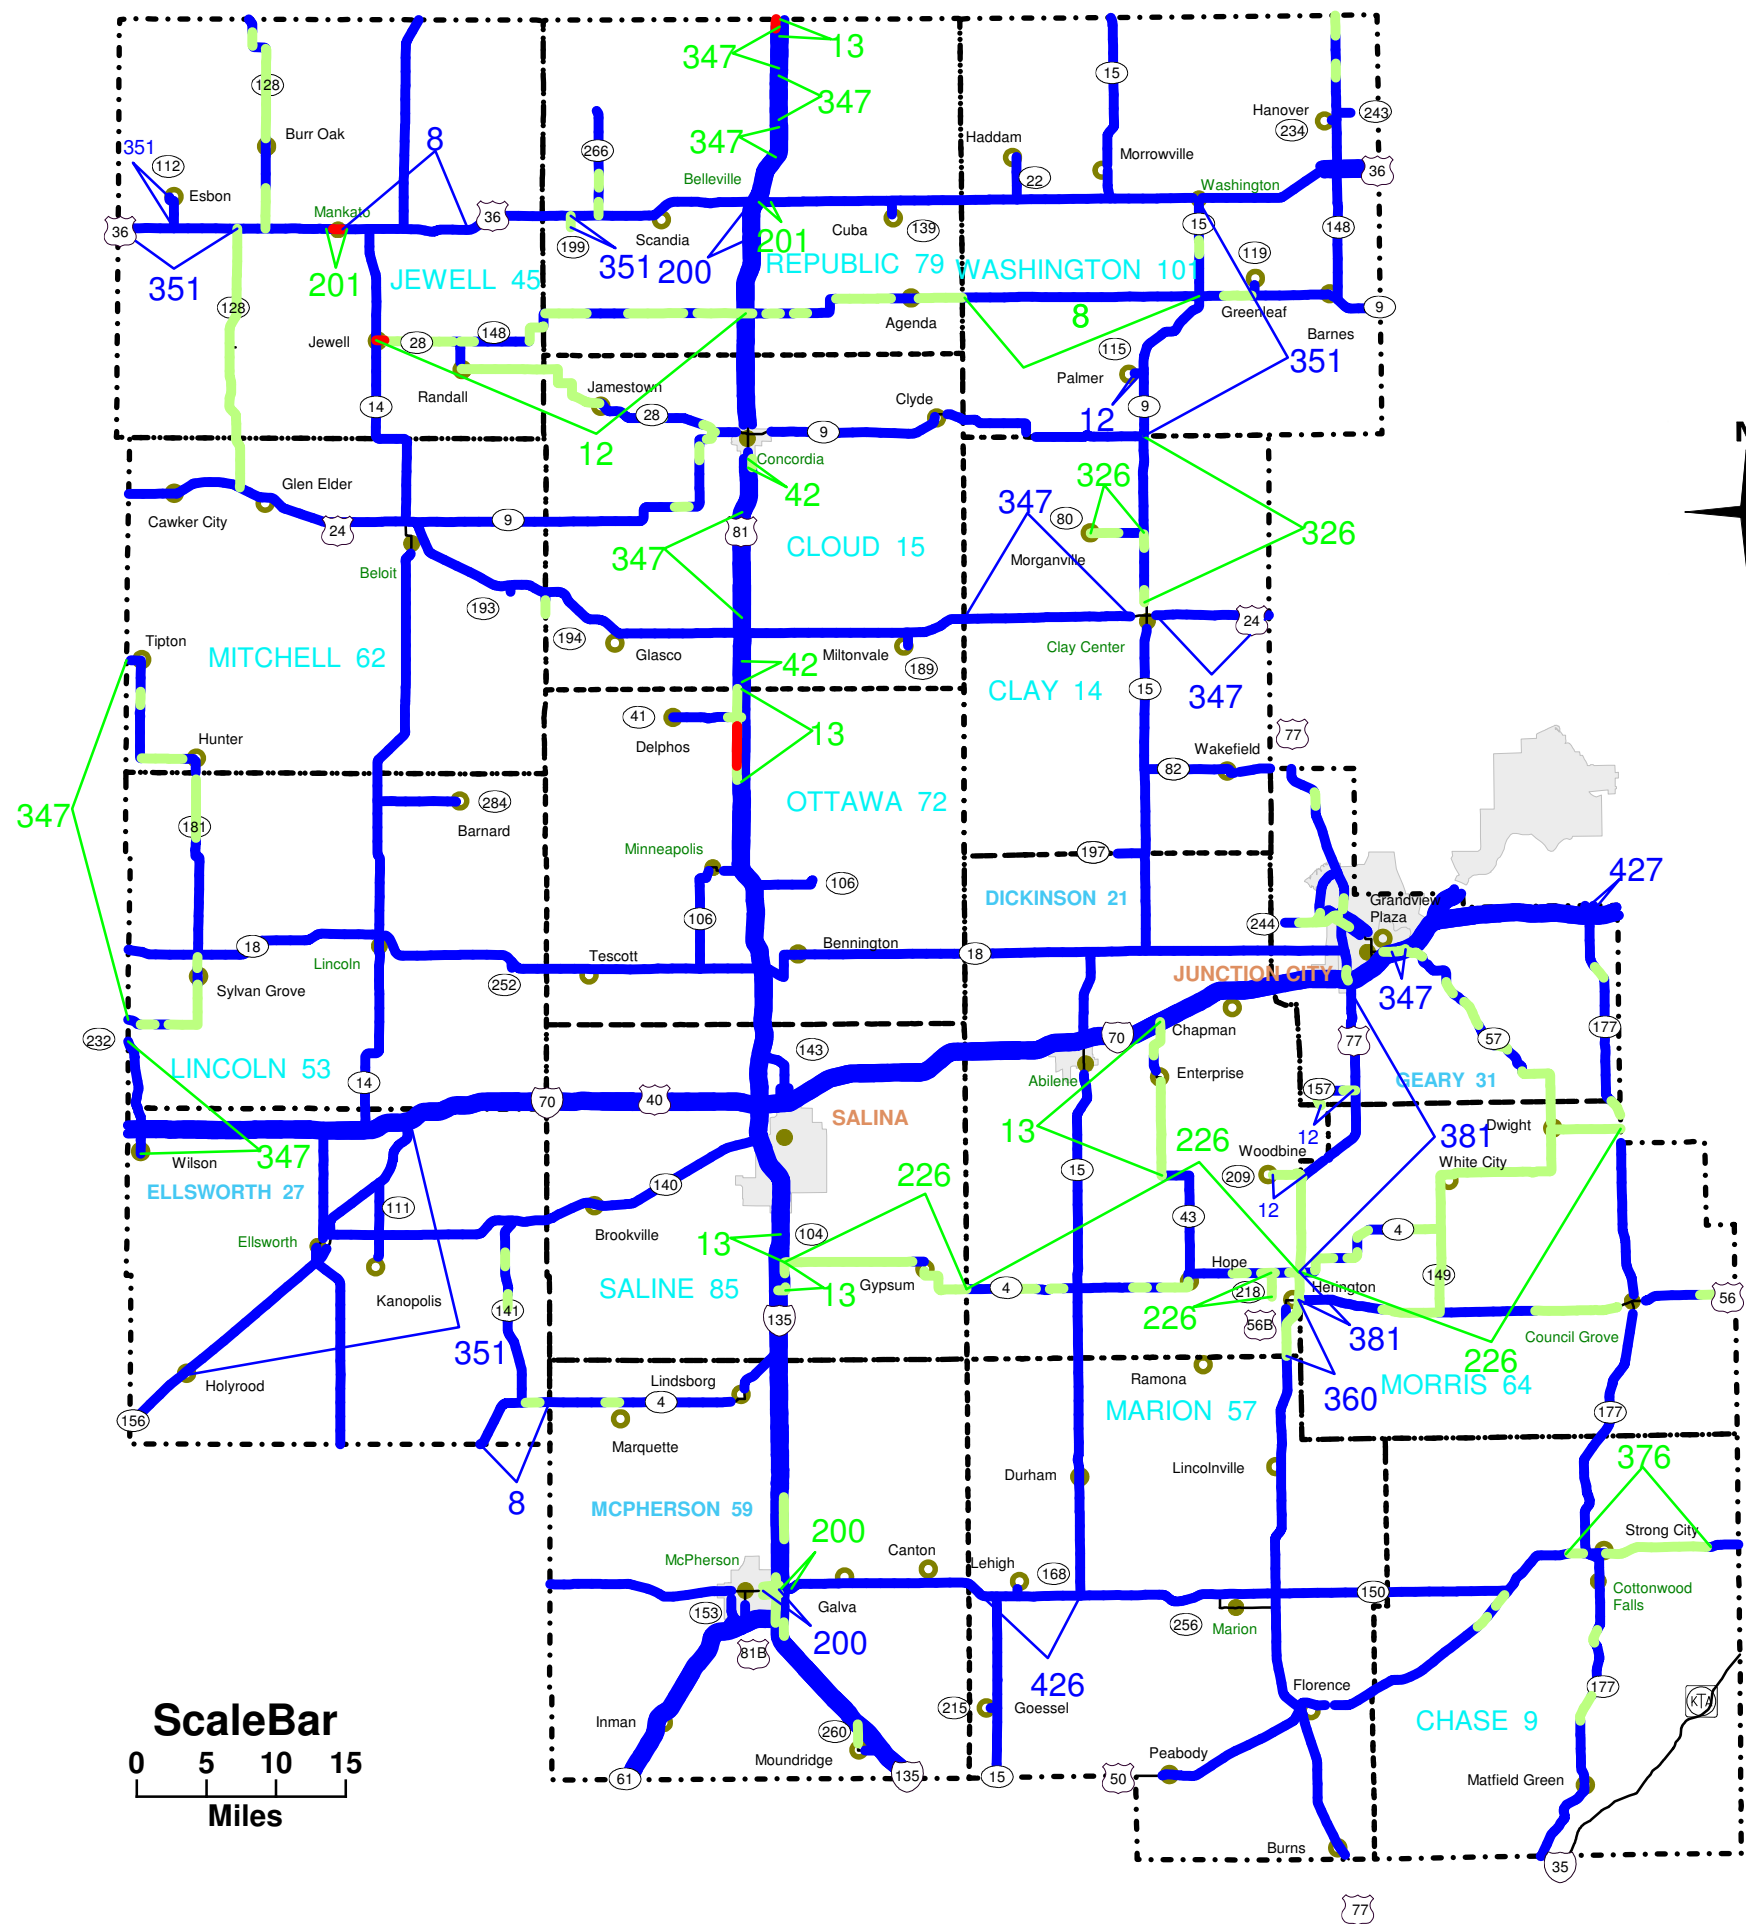 347
13
15
Hanover
243
234
128
Burr Oak
347
8
347
266
Haddam
Morrowville
351
112
Esbon
Belleville
22
Washington
36
Mankato
36
36
15
148
199
Scandia
Cuba
139
201
119
351
200
REPUBLIC 79
WASHINGTON 101
351
201
JEWELL 45
128
Agenda
8
Greenleaf
9
Barnes
Jewell
28
148
115
351
Palmer
Randall
Jamestown
Clyde
14
28
9
12
9
12
Concordia
326
42
347
Glen Elder
Cawker City
24
9
81
80
326
CLOUD 15
347
Morganville
Beloit
193
194
24
Tipton
MITCHELL 62
Glasco
Miltonvale
189
Clay Center
42
CLAY 14
15
347
41
Delphos
13
77
Hunter
Wakefield
82
347
181
284
Barnard
OTTAWA 72
Minneapolis
197
427
106
DICKINSON 21
Grandview
Plaza
106
244
18
Lincoln
Tescott
Bennington
18
252
Sylvan Grove
JUNCTION CITY
347
232
Chapman
177
70
77
57
143
LINCOLN 53
Abilene
Enterprise
14
157
GEARY 31
70
40
SALINA
13
226
12
381
Dwight
Wilson
347
Woodbine
White City
ELLSWORTH 27
140
226
15
209
111
12
Brookville
43
4
Ellsworth
13
104
Hope
149
SALINE 85
Gypsum
4
218
Herington
56
Kanopolis
141
13
226
56B
135
381
Council Grove
351
226
Holyrood
Lindsborg
Ramona
360
MORRIS 64
156
4
MARION 57
177
Marquette
Durham
Lincolnville
376
8
MCPHERSON 59
200
Strong City
McPherson
Canton
Lehigh
168
150
Cottonwood
Falls
153
Galva
256
Marion
81B
200
426
Florence
177
KTA
ScaleBar
Inman
260
215
Goessel
CHASE 9
0 5 10 15
Moundridge
Peabody
61
135
15
50
Matfield Green
Miles
Burns
35
77